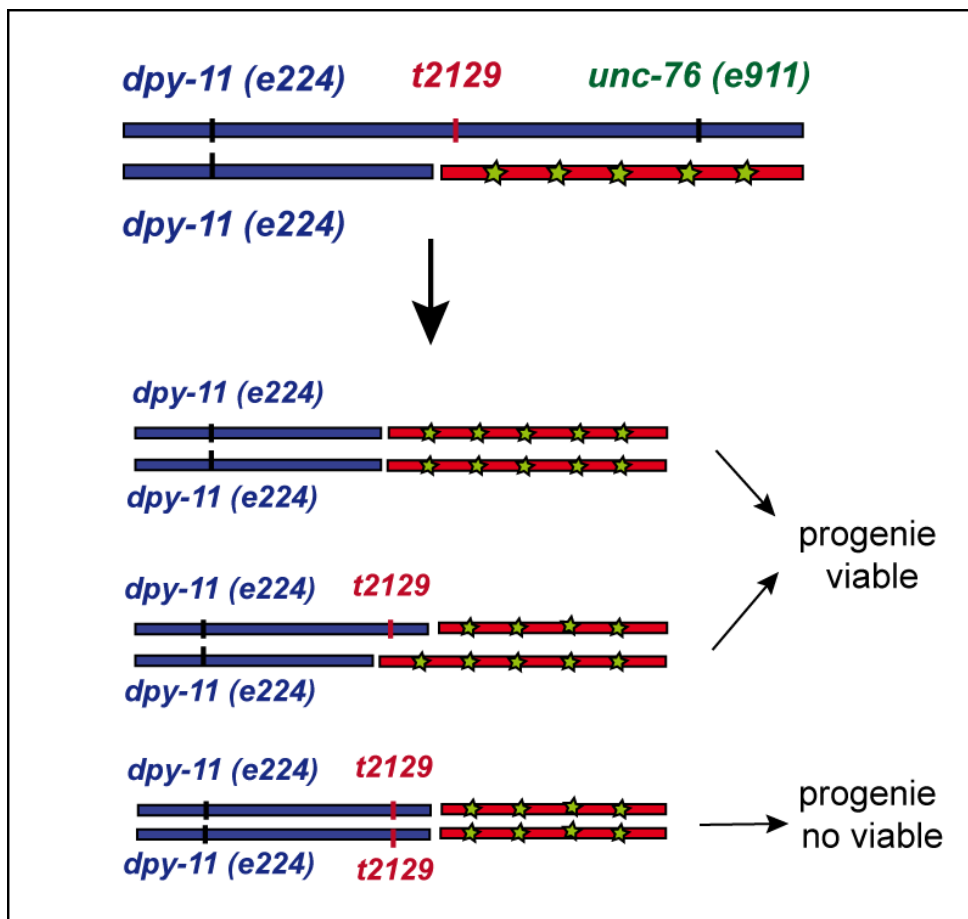 dpy-11 (e224) t2129 unc-76 (e911)
dpy-11 (e224)
dpy-11 (e224)
dpy-11 (e224)
progenie
viable
dpy-11 (e224) t2129
dpy-11 (e224)
dpy-11 (e224) t2129
progenie
no viable
dpy-11 (e224) t2129